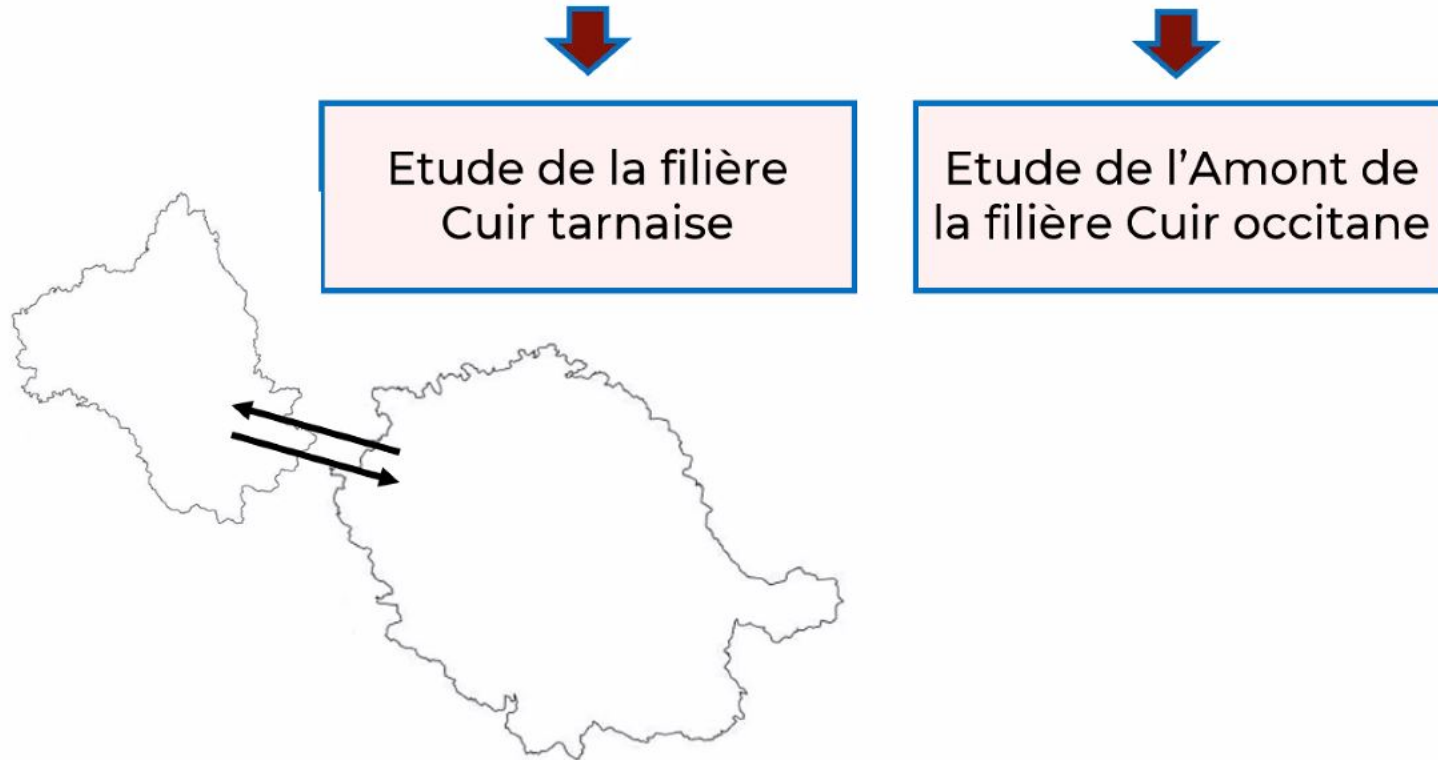 Etude de la filière
Cuir tarnaise
Etude de l’Amont de
la filière Cuir occitane